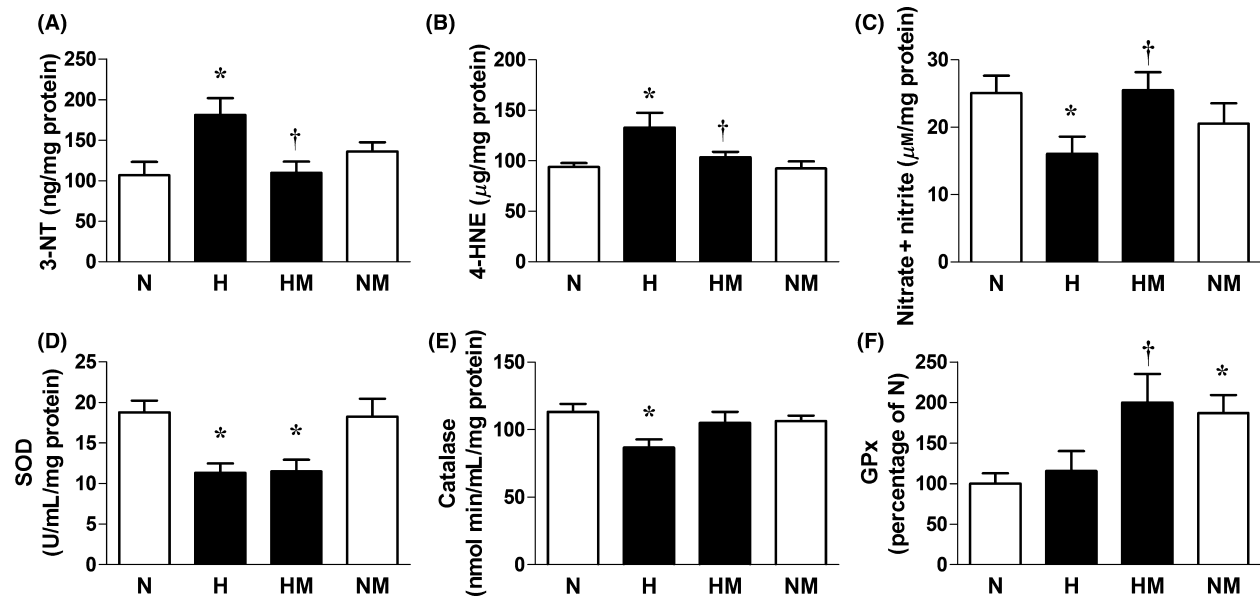 (A)
3-NT (ng/mg protein)
250
200
150
100
50
0
*
†
N H HM NM
(B)
4-HNE (μg/mg protein)
200
150
100
50
0
*
†
N H HM NM
(C)
Nitrate + nitrite (μM/mg protein)
30
20
10
0
*
†
N H HM NM
(D)
SOD
(U/mL/mg protein)
25
20
15
10
5
0
* *
N H HM NM
(E)
Catalase
(nmol min/mL/mg protein)
150
100
50
0
*
N H HM NM
(F)
GPx
(percentage of N)
250
200
150
100
50
0
†
*
N H HM NM